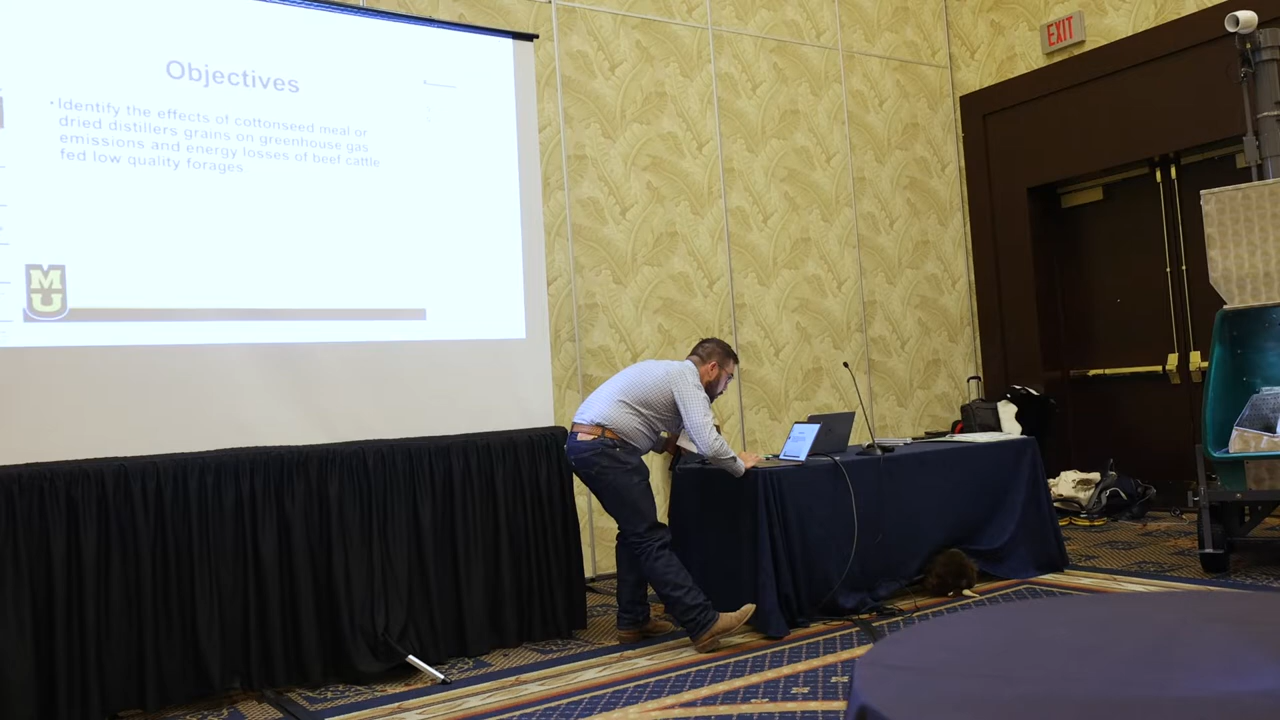 Objectives
•Identify the effects of cottonseed meal or
dried distillers grains on greenhouse gas
emissions and energy losses of beef cattle
fed low quality forages
MU
EXIT